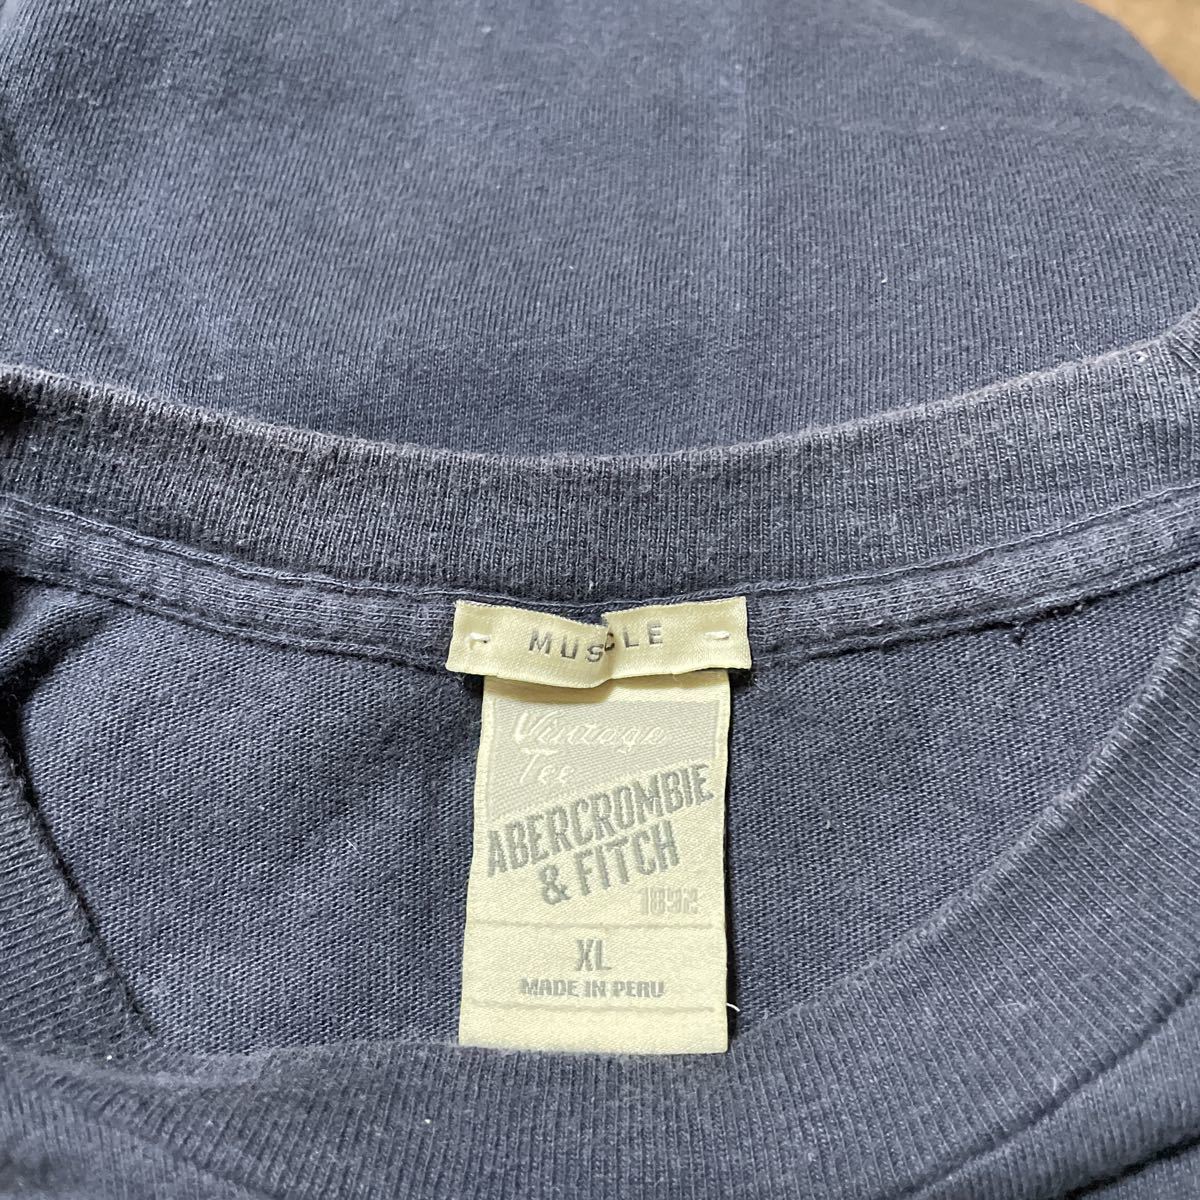 MUSCLE
Vintage
Tee
ABERCROMBIE
& FITCH
1892
XL
MADE IN PERU